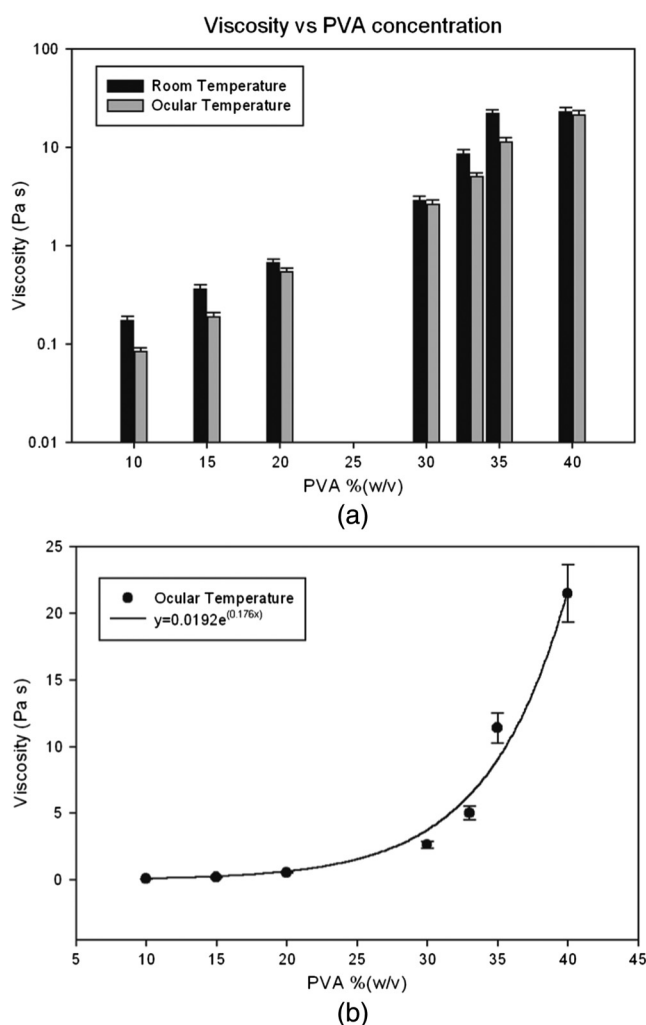 Viscosity vs PVA concentration
100
10
1
0.1
0.01
Viscosity (Pa s)
Room Temperature
Ocular Temperature
10 15 20 25 30 35 40
PVA %(w/v)
(a)
25
20
15
10
5
0
Viscosity (Pa s)
Ocular Temperature
y=0.0192e^(0.176x)
5 10 15 20 25 30 35 40 45
PVA %(w/v)
(b)